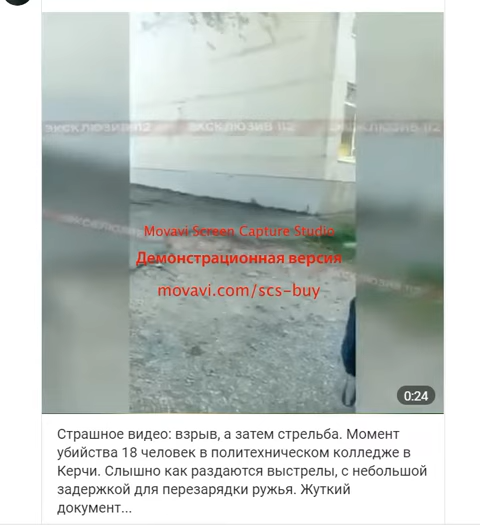 ЭКСКЛЮЗИВ 112 ЭКСКЛЮЗИВ 112 ЭКСКЛЮЗИВ 112
Movavi Screen Capture Studio
Демонстрационная версия
movavi.com/scs-buy
0:24
Страшное видео: взрыв, а затем стрельба. Момент
убийства 18 человек в политехническом колледже в
Керчи. Слышно как раздаются выстрелы, с небольшой
задержкой для перезарядки ружья. Жуткий
документ...